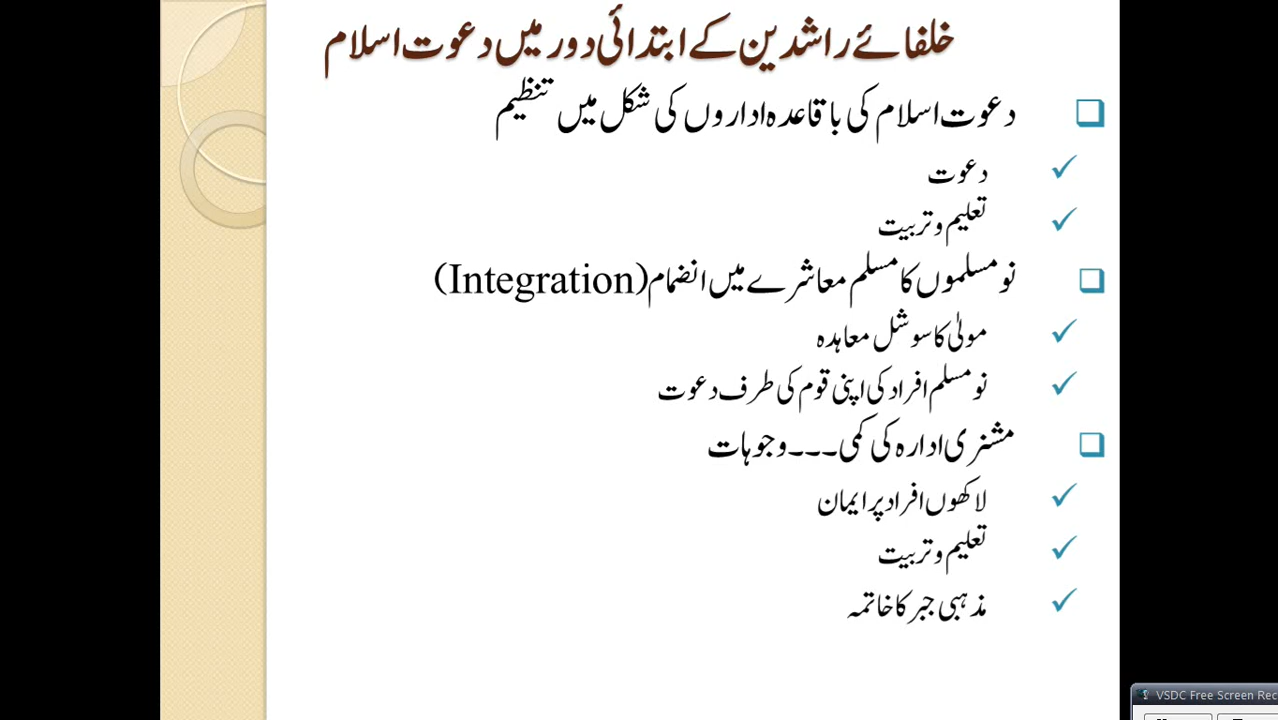 خلفائے راشدین کے ابتدائی دور میں دعوت اسلام
دعوت اسلام کی باقاعدہ اداروں کی شکل میں تنظیم
دعوت
تعلیم و تربیت
نو مسلموں کا مسلم معاشرے میں انضمام (Integration)
مولیٰ کا سوشل معاہدہ
نو مسلم افراد کی اپنی قوم کی طرف دعوت
مشنری ادارہ کی کمی۔۔۔ وجوہات
لاکھوں افراد پر ایمان
تعلیم و تربیت
مذہبی جبر کا خاتمہ
VSDC Free Screen Rec